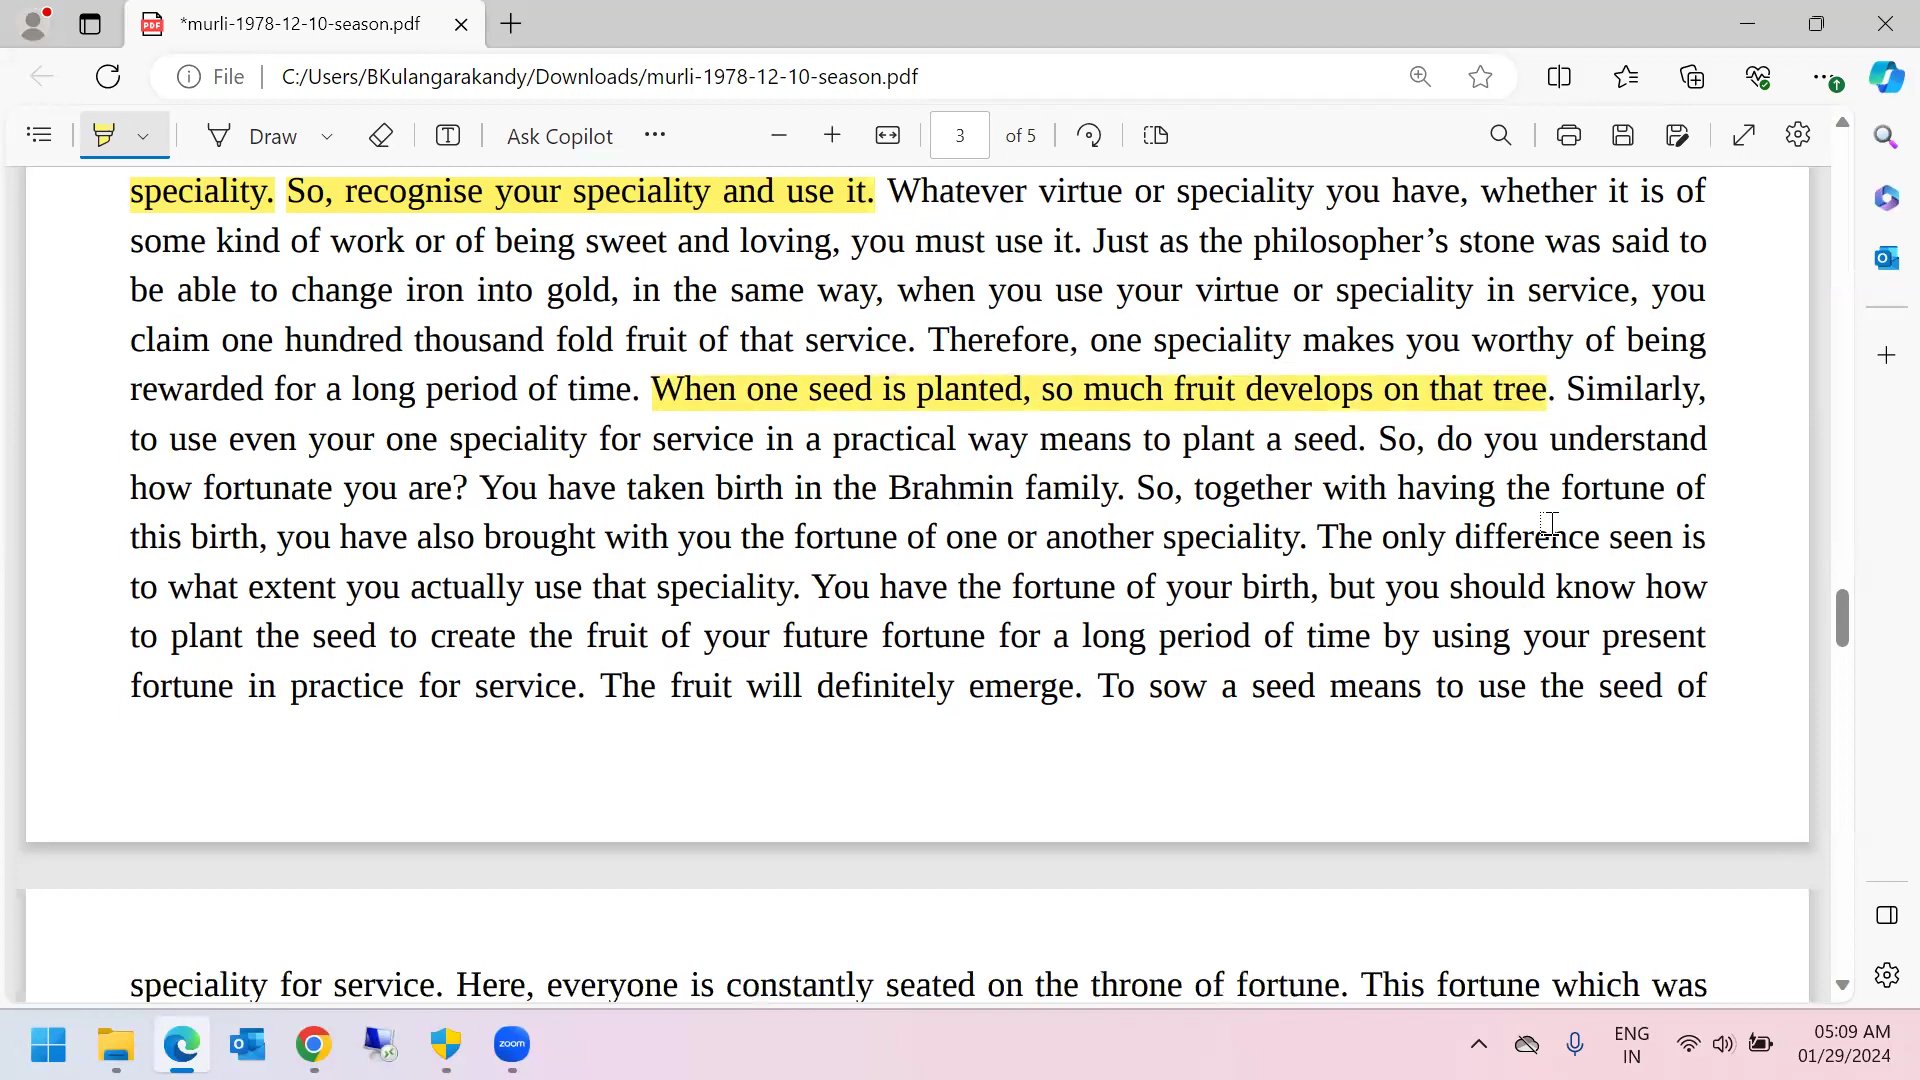 *murli-1978-12-10-season.pdf
File
C:/Users/BKulangarakandy/Downloads/murli-1978-12-10-season.pdf
Draw
Ask Copilot
3 of 5
speciality. So, recognise your speciality and use it. Whatever virtue or speciality you have, whether it is of
some kind of work or of being sweet and loving, you must use it. Just as the philosopher’s stone was said to
be able to change iron into gold, in the same way, when you use your virtue or speciality in service, you
claim one hundred thousand fold fruit of that service. Therefore, one speciality makes you worthy of being
rewarded for a long period of time. When one seed is planted, so much fruit develops on that tree. Similarly,
to use even your one speciality for service in a practical way means to plant a seed. So, do you understand
how fortunate you are? You have taken birth in the Brahmin family. So, together with having the fortune of
this birth, you have also brought with you the fortune of one or another speciality. The only difference seen is
to what extent you actually use that speciality. You have the fortune of your birth, but you should know how
to plant the seed to create the fruit of your future fortune for a long period of time by using your present
fortune in practice for service. The fruit will definitely emerge. To sow a seed means to use the seed of
speciality for service. Here, everyone is constantly seated on the throne of fortune. This fortune which was
zoom
ENG
IN
05:09 AM
01/29/2024